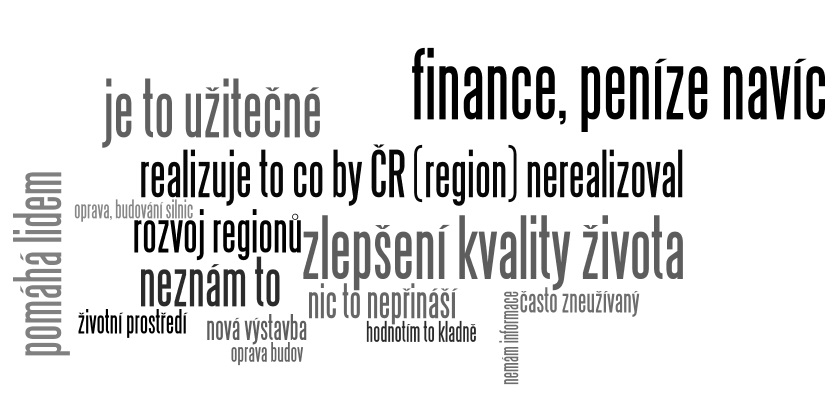 finance, peníze navíc
je to užitečné
realizuje to co by ČR (region) nerealizoval
pomáhá lidem
oprava, budování silnic
rozvoj regionů
zlepšení kvality života
neznám to
nic to nepřináší
často zneužívaný
životní prostředí
nová výstavba
hodnotím to kladně
oprava budov
nemám informace